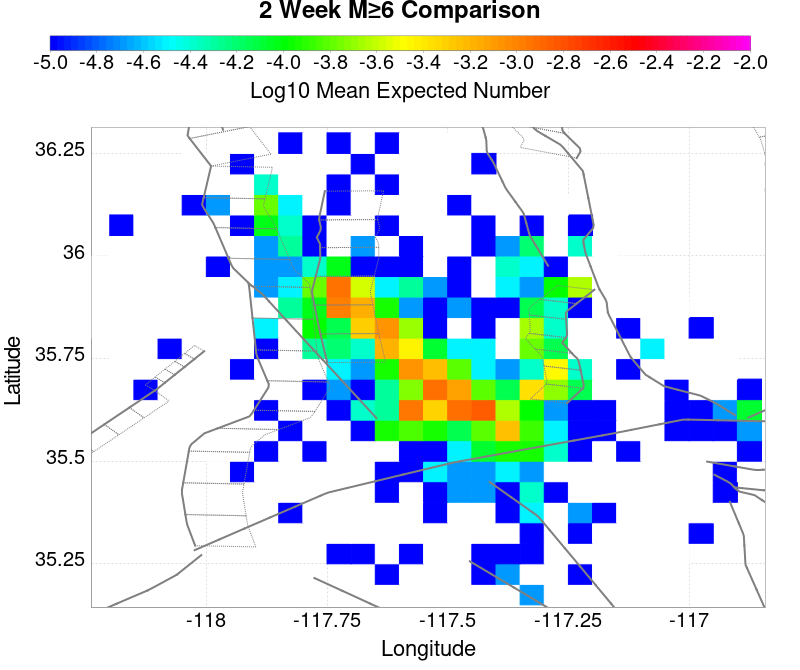 2 Week M≥6 Comparison
-5.0 -4.8 -4.6 -4.4 -4.2 -4.0 -3.8 -3.6 -3.4 -3.2 -3.0 -2.8 -2.6 -2.4 -2.2 -2.0
Log10 Mean Expected Number
36.25
36
35.75
35.5
35.25
Latitude
-118 -117.75 -117.5 -117.25 -117
Longitude